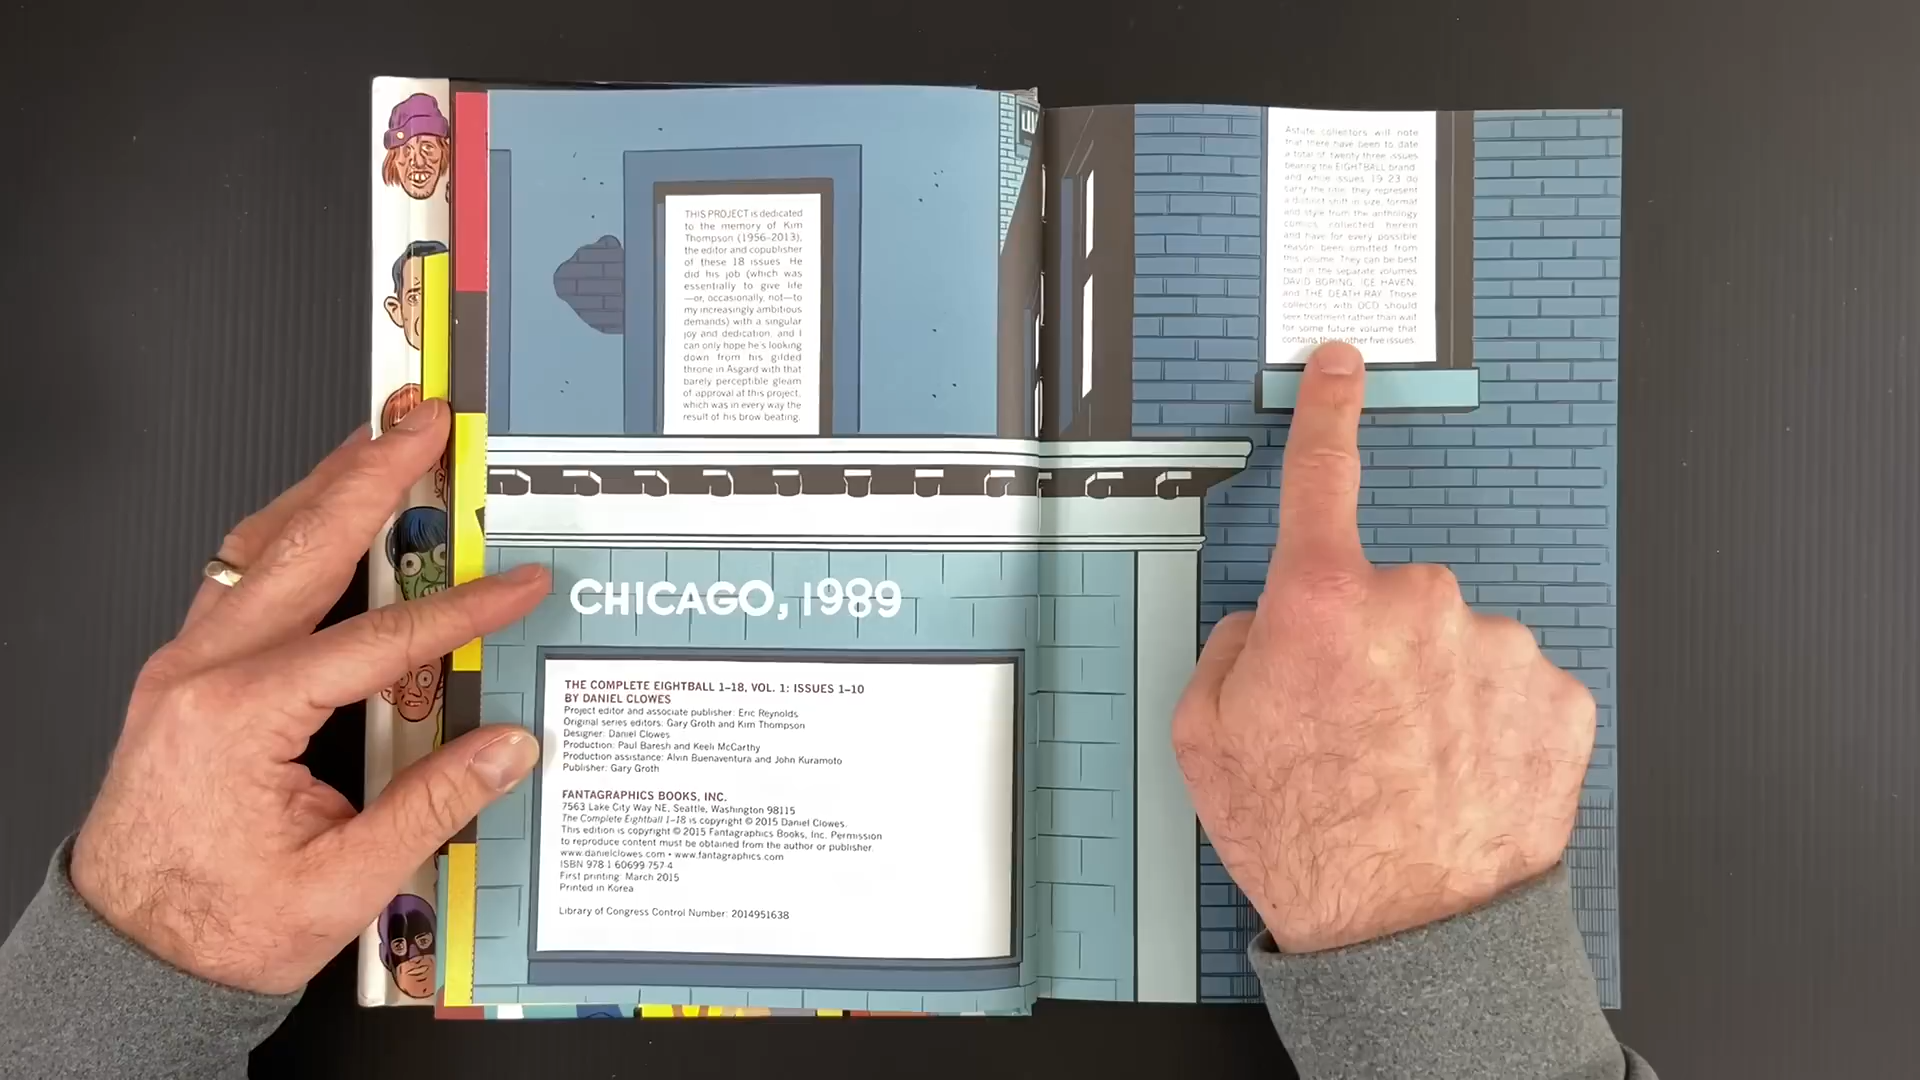 THIS PROJECT is dedicated
to the memory of Kim
Thompson (1956–2013),
the editor and copublisher
of these 18 issues. He
did his job (which was
essentially to give life
—or, occasionally, not—to
my increasingly ambitious
demands) with a singular
joy and dedication, and I
can only hope he's looking
down from his gilded
throne in Asgard with that
barely perceptible gleam
of approval at this project,
which was in every way the
result of his brow beating.
CHICAGO, 1989
THE COMPLETE EIGHTBALL 1–18, VOL. 1: ISSUES 1–10
BY DANIEL CLOWES
Project editor and associate publisher: Eric Reynolds
Original series editors: Gary Groth and Kim Thompson
Designer: Daniel Clowes
Production: Paul Baresh and Keeli McCarthy
Production assistance: Alvin Buenaventura and John Kuramoto
Publisher: Gary Groth
FANTAGRAPHICS BOOKS, INC.
7563 Lake City Way NE, Seattle, Washington 98115
The Complete Eightball 1–18 is copyright © 2015 Daniel Clowes.
This edition is copyright © 2015 Fantagraphics Books, Inc. Permission
to reproduce content must be obtained from the author or publisher.
www.danielclowes.com • www.fantagraphics.com
ISBN 978 1 60699 757 4
First printing: March 2015
Printed in Korea
Library of Congress Control Number: 2014951638
Astute collectors will note
that there have been to date
a total of twenty three issues
bearing the EIGHTBALL brand
and while issues 19 23 do
carry the title, they represent
a distinct shift in size, format
and style from the anthology
comics collected herein
and have for every possible
reason been omitted from
this volume. They can be best
read in the separate volumes
DAVID BORING, ICE HAVEN,
and THE DEATH RAY. Those
collectors with OCD should
seek treatment rather than wait
for some future volume that
contains these other five issues.